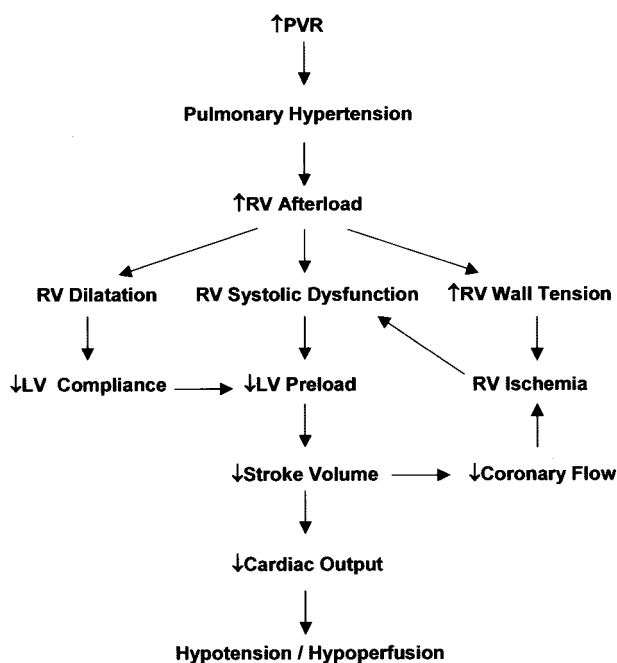 ↑PVR
Pulmonary Hypertension
↑RV Afterload
RV Dilatation RV Systolic Dysfunction ↑RV Wall Tension
↓LV Compliance ↓LV Preload RV Ischemia
↓Stroke Volume ↓Coronary Flow
↓Cardiac Output
Hypotension / Hypoperfusion